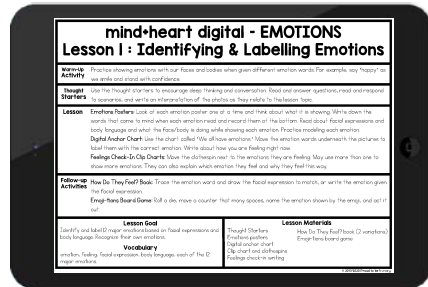 mind+heart digital - EMOTIONS
Lesson 1 : Identifying & Labelling Emotions
Warm-Up Activity
Practice showing emotions with our faces and bodies when given different emotion words. For example, say "happy" as
we smile and stand with confidence.
Thought Starters
Use the thought starters to encourage deep thinking and conversation. Read and answer questions, read and respond
to scenarios, and write an interpretation of the photos as they relate to the lesson topic.
Lesson
Emotions Posters: Look at each emotion poster one at a time and think about what it is showing. Write down the
words that come to mind when each emotion is read and record them at the bottom. Read about facial expressions and
body language and what the face/body is doing while showing each emotion. Practice modeling each emotion.
Digital Anchor Chart: Use the chart called "We all have emotions." Move the emotion words underneath the pictures to
label them with the correct emotion. Write about how you are feeling right now.
Feelings Check-In Clip Charts: Move the clothespin next to the emotions they are feeling. May use more than one to
show more emotions. They can also explain which emotion they feel and why they feel this way.
Follow-up Activities
How Do They Feel? Book: Trace the emotion word and draw the facial expression to match, or write the emotion given
the facial expression.
Emoji-tions Board Game: Roll a die, move a counter that many spaces, name the emotion shown by the emoji, and act it
out.
Lesson Goal
Identify and label 12 major emotions based on facial expressions and
body language. Recognize their own emotions.
Vocabulary
emotion, feeling, facial expression, body language, each of the 12
major emotions
Lesson Materials
Thought Starters
Emotions posters
Digital anchor chart
Clip chart and clothespins
Feelings check-in writing
How Do They Feel? book (2 variations)
Emoji-tions board game